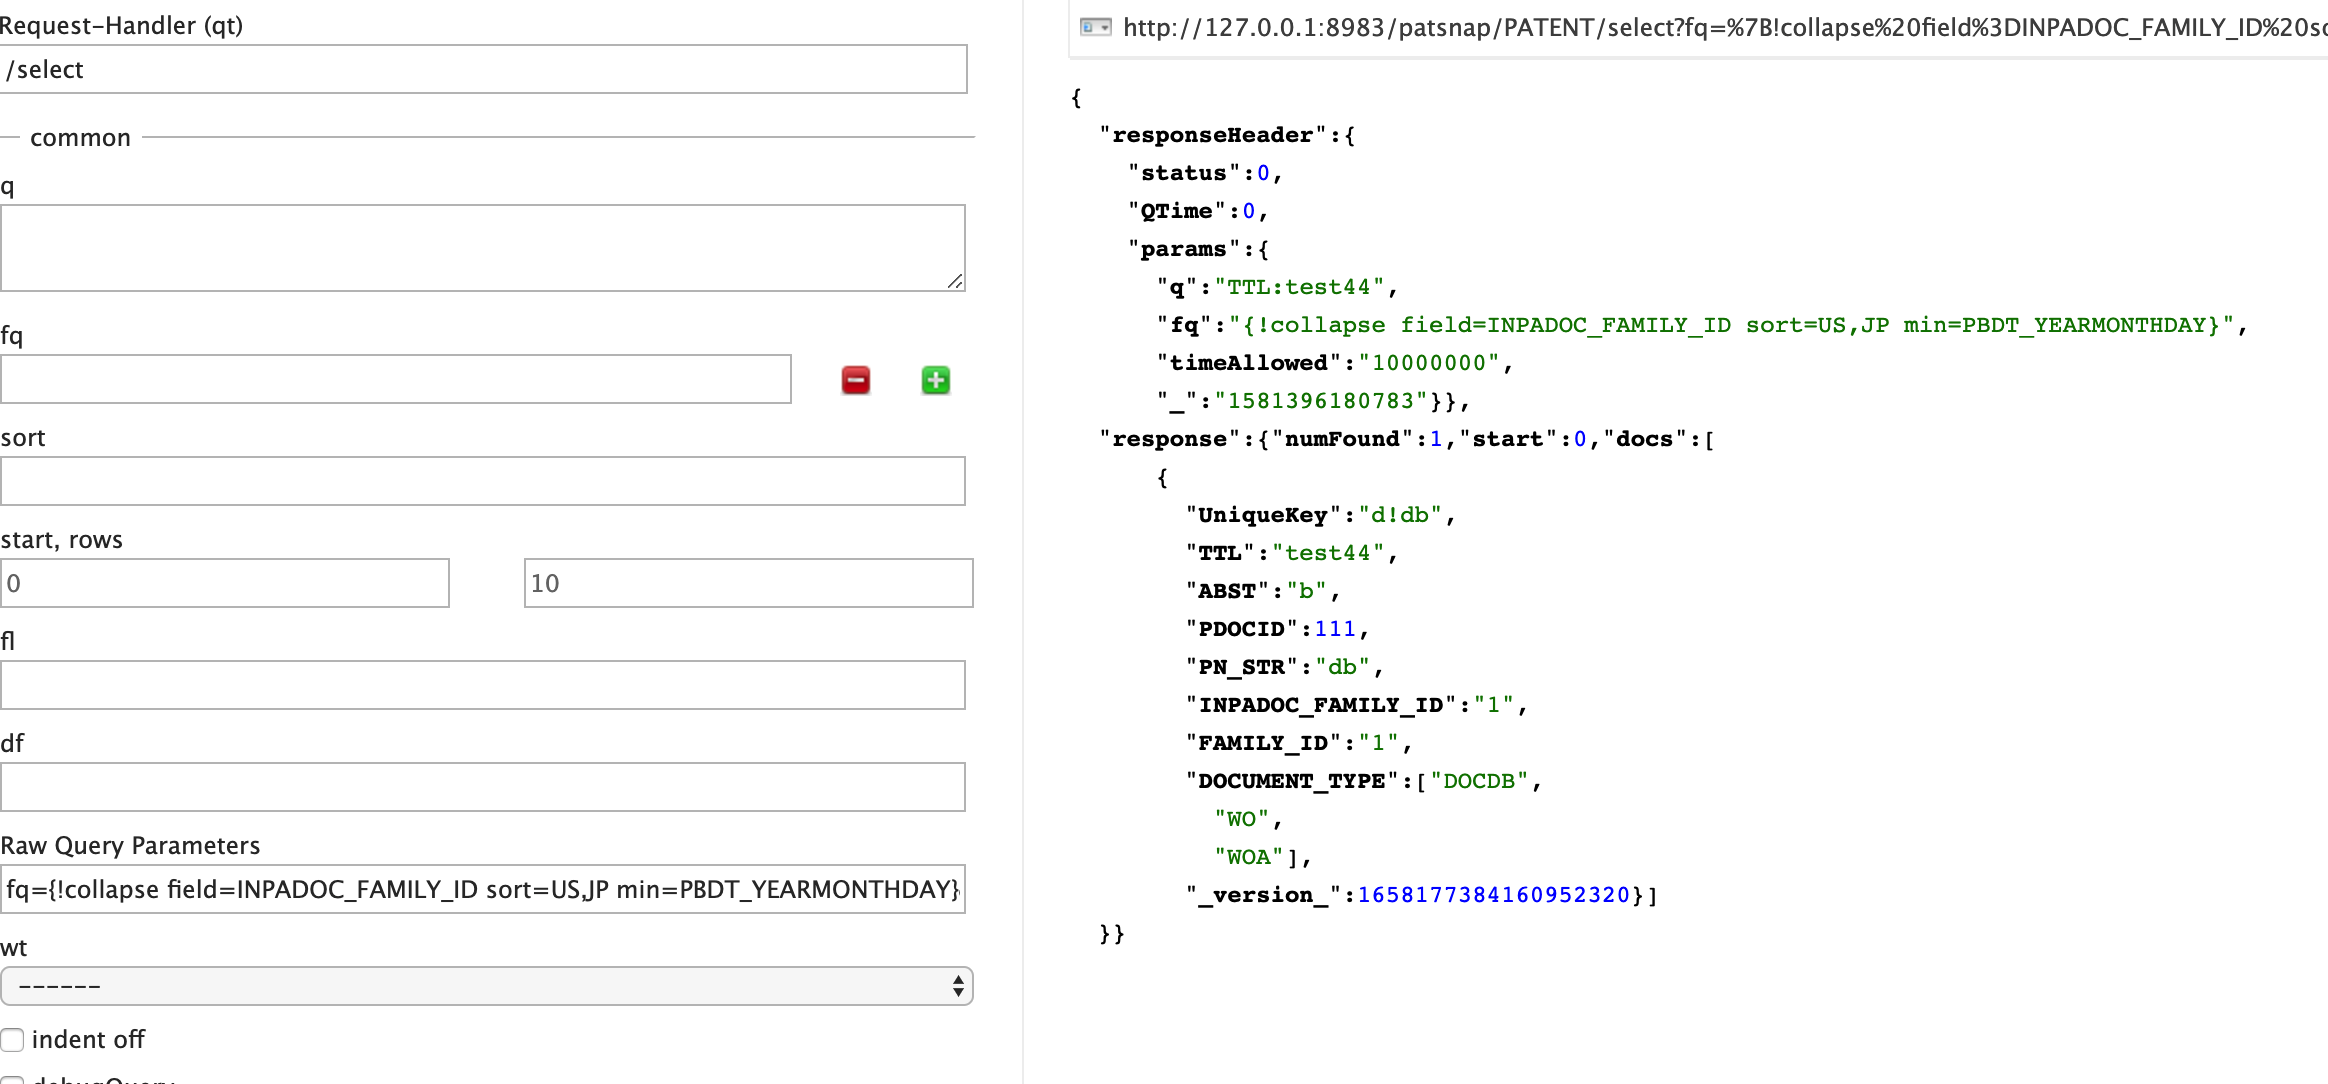 Request-Handler (qt)
/select
common
q
fq
sort
start, rows
0 10
fl
df
Raw Query Parameters
fq={!collapse field=INPADOC_FAMILY_ID sort=US,JP min=PBDT_YEARMONTHDAY}
wt
------
indent off
debugQuery
http://127.0.0.1:8983/patsnap/PATENT/select?fq=%7B!collapse%20field%3DINPADOC_FAMILY_ID%20so
{
"responseHeader":{
"status":0,
"QTime":0,
"params":{
"q":"TTL:test44",
"fq":"{!collapse field=INPADOC_FAMILY_ID sort=US,JP min=PBDT_YEARMONTHDAY}",
"timeAllowed":"10000000",
"_":"1581396180783"}},
"response":{"numFound":1,"start":0,"docs":[
{
"UniqueKey":"d!db",
"TTL":"test44",
"ABST":"b",
"PDOCID":111,
"PN_STR":"db",
"INPADOC_FAMILY_ID":"1",
"FAMILY_ID":"1",
"DOCUMENT_TYPE":["DOCDB",
"WO",
"WOA"],
"_version_":1658177384160952320}]
}}